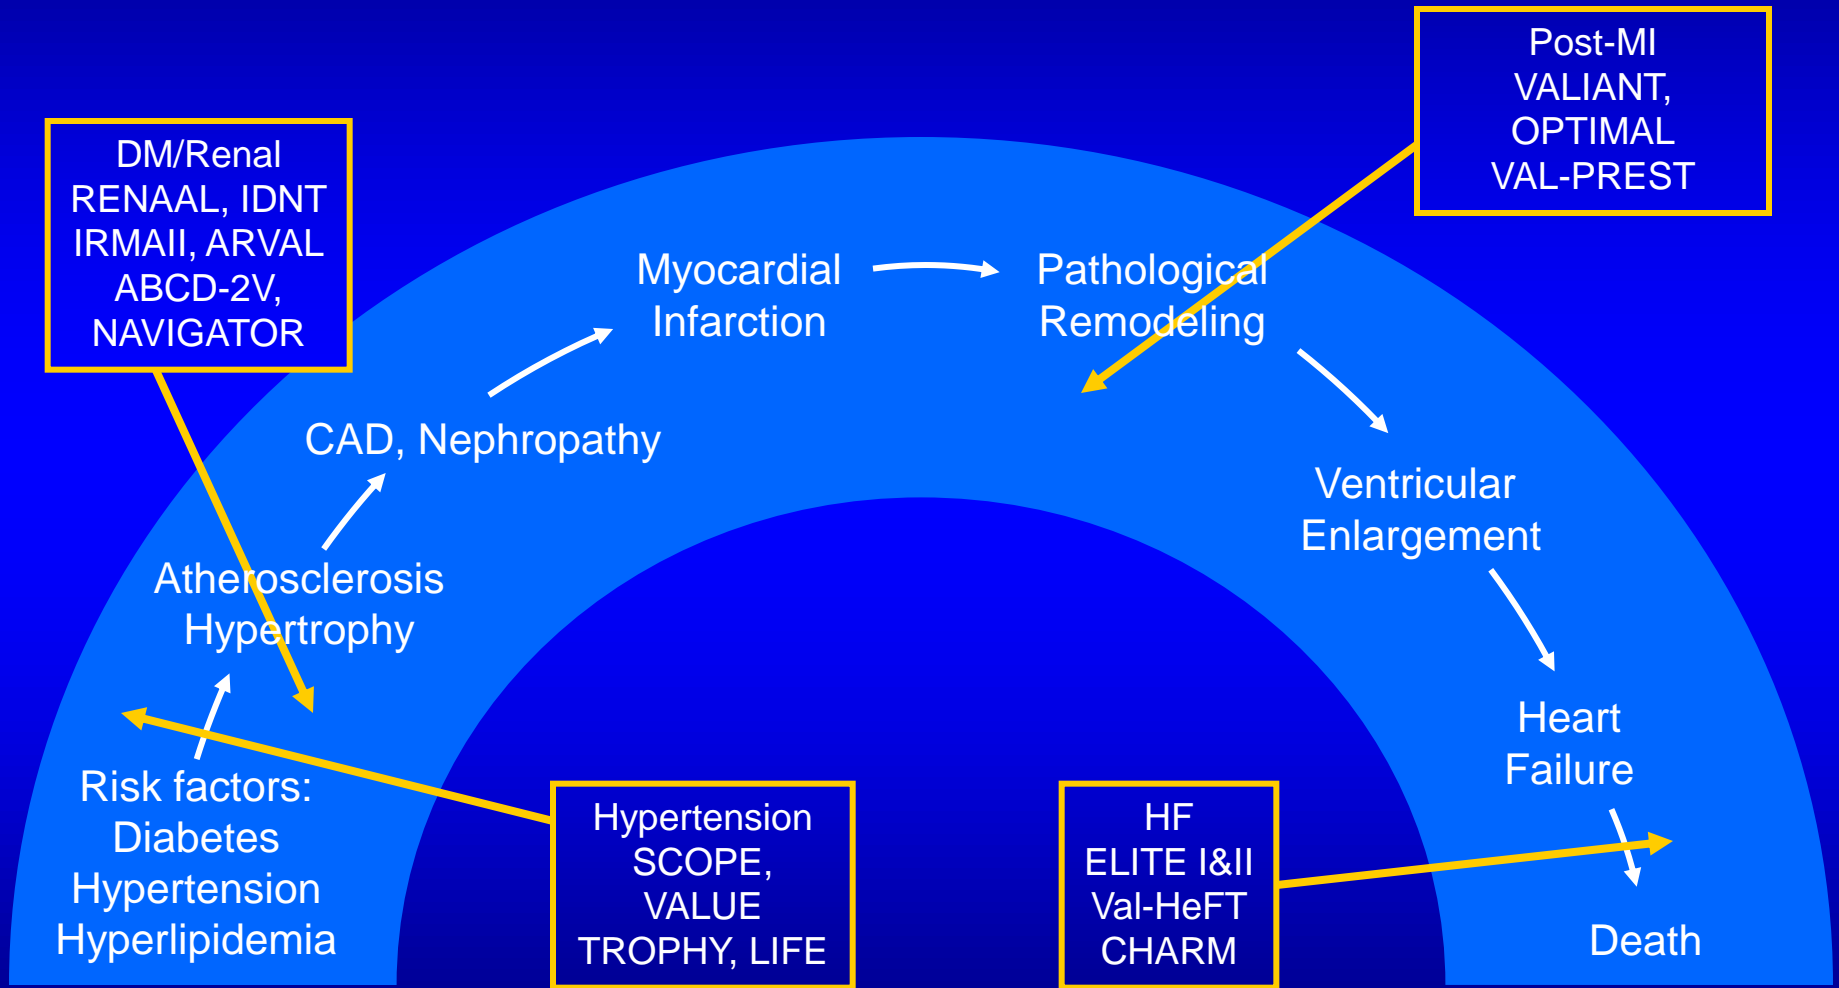 Post-MI
VALIANT,
OPTIMAL
VAL-PREST
DM/Renal
RENAAL, IDNT
IRMAII, ARVAL
ABCD-2V,
NAVIGATOR
Myocardial
Infarction
Pathological
Remodeling
CAD, Nephropathy
Ventricular
Enlargement
Atherosclerosis
Hypertrophy
Heart
Failure
Risk factors:
Diabetes
Hypertension
Hyperlipidemia
Hypertension
SCOPE,
VALUE
TROPHY, LIFE
HF
ELITE I&II
Val-HeFT
CHARM
Death